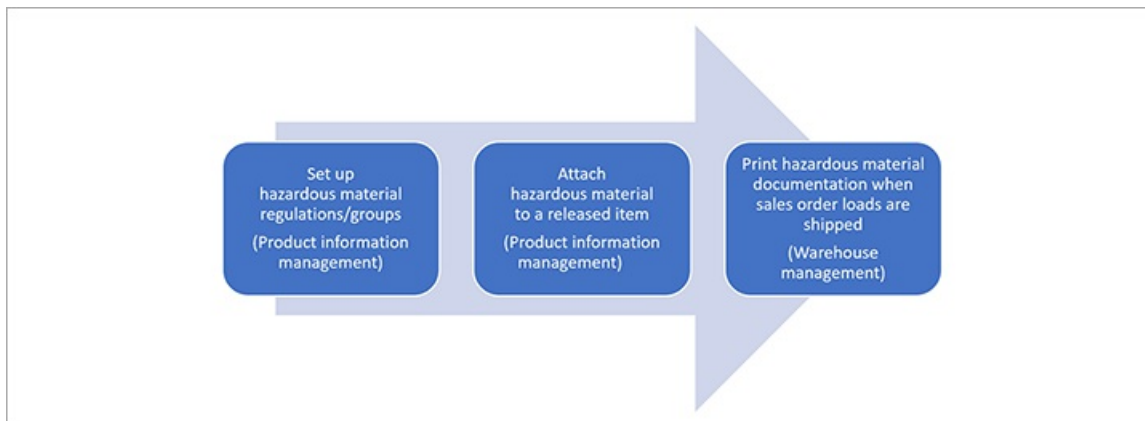 Set up
hazardous material
regulations/groups
(Product information
management)
Attach
hazardous material
to a released item
(Product information
management)
Print hazardous material
documentation when
sales order loads are
shipped
(Warehouse
management)